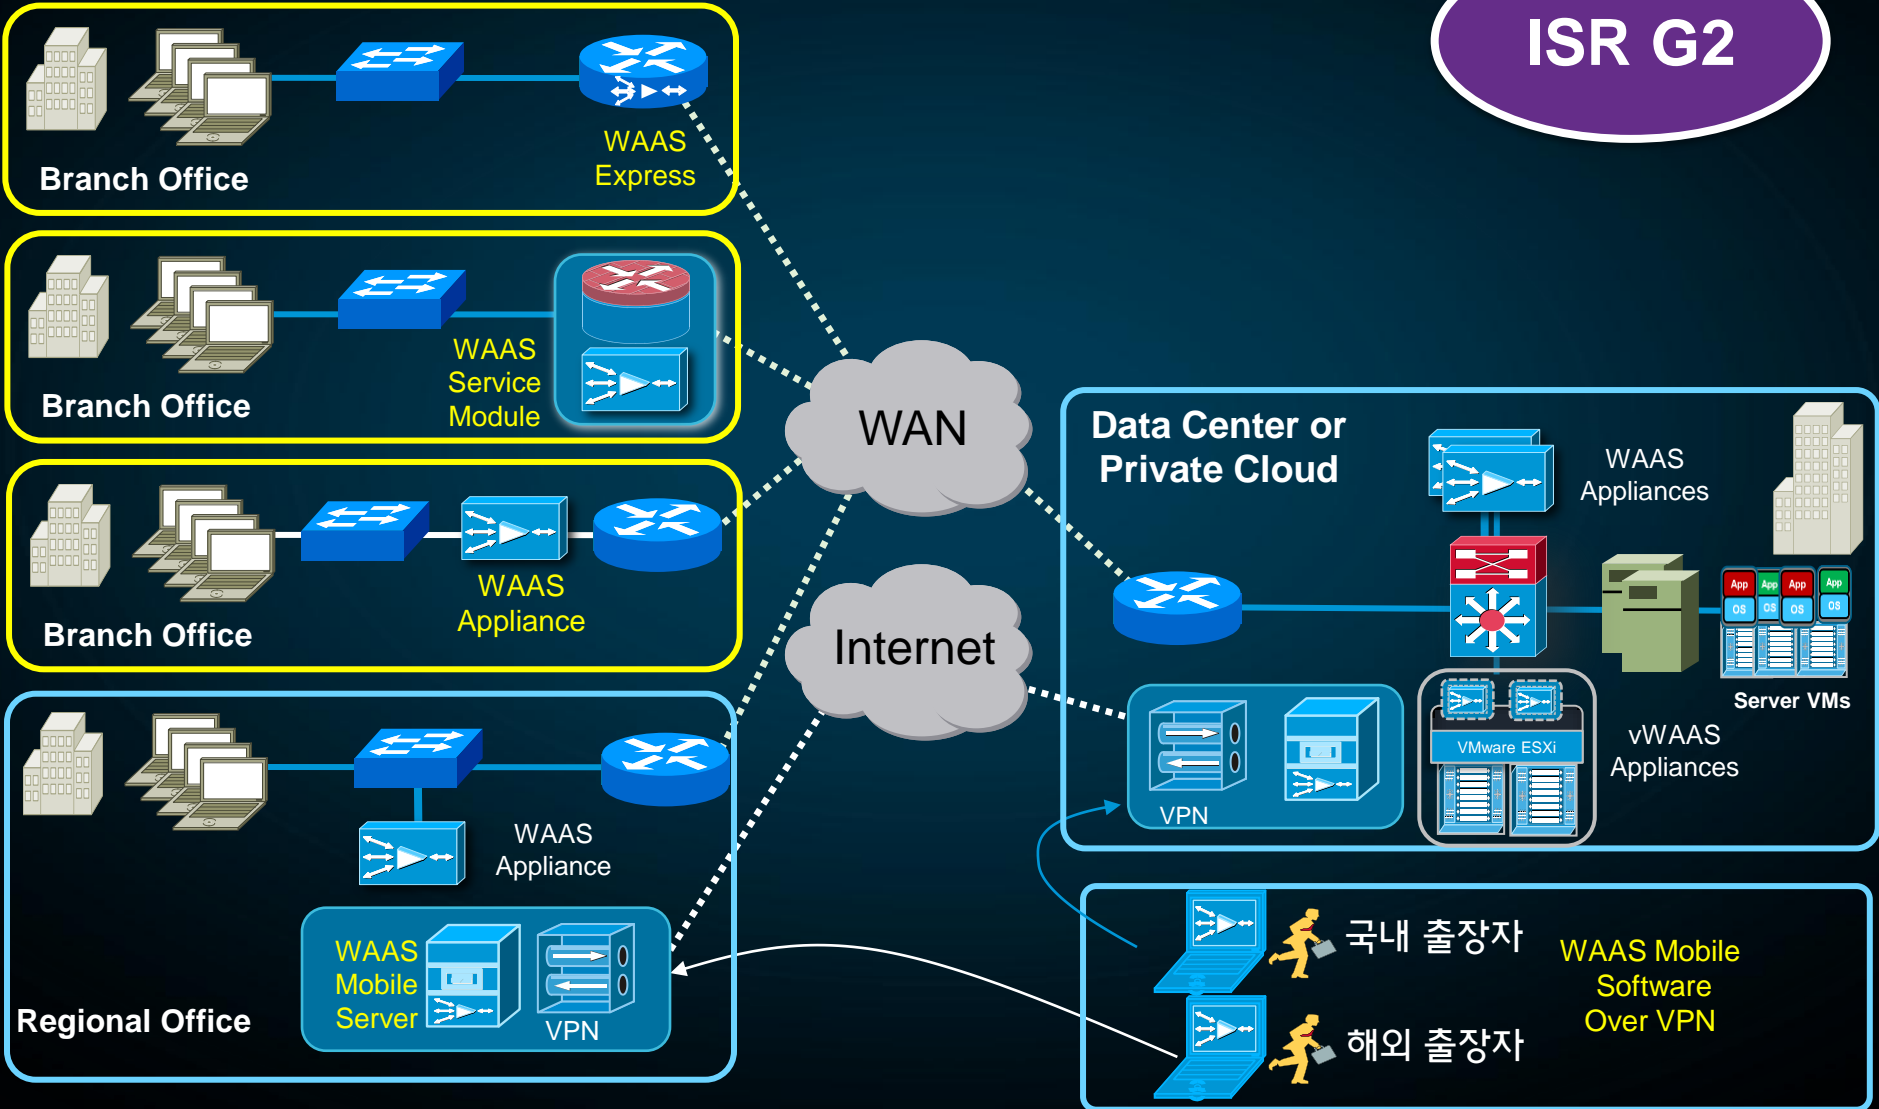 ISR G2
WAAS
Express
Branch Office
WAAS
Service
Module
Branch Office
WAAS
Appliance
Branch Office
WAN
Internet
Data Center or
Private Cloud
WAAS
Appliances
App
App
App
App
OS
OS
OS
OS
Server VMs
VMware ESXi
vWAAS
Appliances
VPN
WAAS
Appliance
WAAS
Mobile
Server
VPN
Regional Office
국내 출장자
해외 출장자
WAAS Mobile
Software
Over VPN